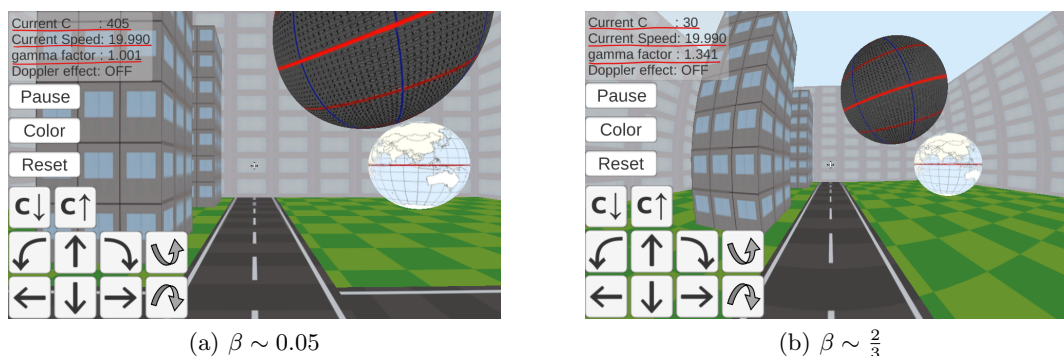 Current C : 405
Current Speed: 19.990
gamma factor : 1.001
Doppler effect: OFF
Pause
Color
Reset
C↓ C↑
(a) β ∼ 0.05
Current C : 30
Current Speed: 19.990
gamma factor : 1.341
Doppler effect: OFF
Pause
Color
Reset
C↓ C↑
(b) β ∼ 2/3